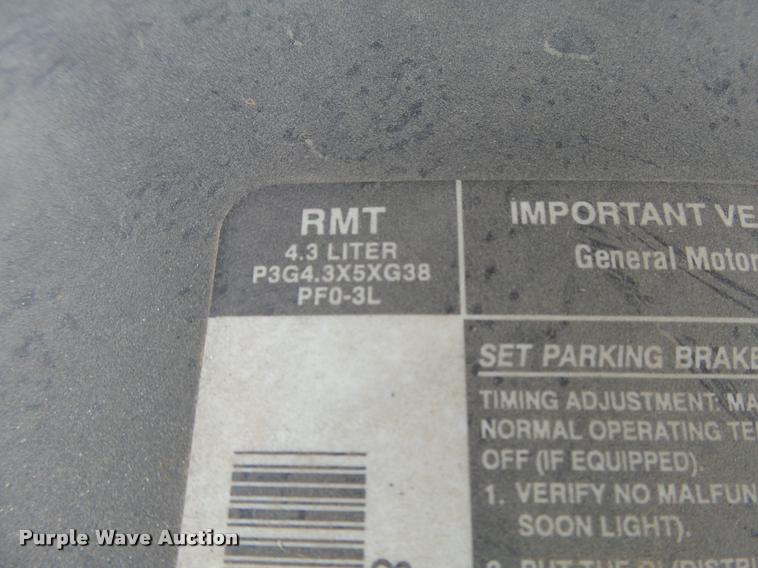 RMT
4.3 LITER
P3G4.3X5XG38
PF0-3L
IMPORTANT VE
General Motor
SET PARKING BRAKE
TIMING ADJUSTMENT: MA
NORMAL OPERATING TE
OFF (IF EQUIPPED).
1. VERIFY NO MALFUN
SOON LIGHT).
Purple Wave Auction